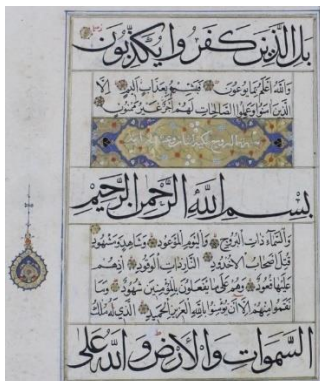 بل الذين كفروا يكذبون
والله أعلم بما يوعون فبشرهم بعذاب أليم إلا
الذين آمنوا وعملوا الصالحات لهم أجر غير ممنون
سورة البروج
بسم الله الرحمن الرحيم
والسماء ذات البروج واليوم الموعود وشاهد ومشهود
قتل أصحاب الأخدود النار ذات الوقود إذ هم
عليها قعود وهم على ما يفعلون بالمؤمنين شهود وما
نقموا منهم إلا أن يؤمنوا بالله العزيز الحميد الذي له ملك
السموات والأرض والله على